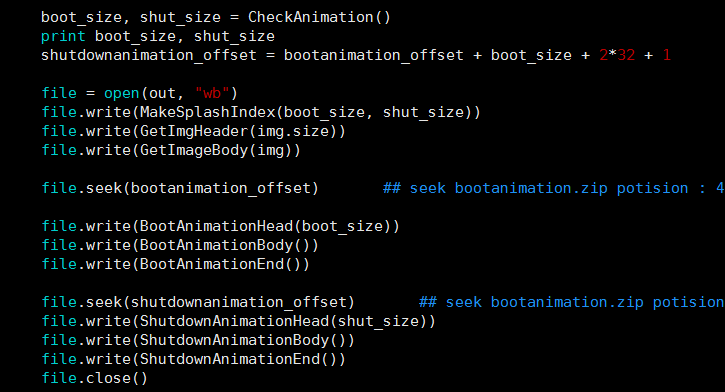 boot_size, shut_size = CheckAnimation()
print boot_size, shut_size
shutdownanimation_offset = bootanimation_offset + boot_size + 2*32 + 1
file = open(out, "wb")
file.write(MakeSplashIndex(boot_size, shut_size))
file.write(GetImgHeader(img.size))
file.write(GetImageBody(img))
file.seek(bootanimation_offset) ## seek bootanimation.zip potision : 4
file.write(BootAnimationHead(boot_size))
file.write(BootAnimationBody())
file.write(BootAnimationEnd())
file.seek(shutdownanimation_offset) ## seek bootanimation.zip potision
file.write(ShutdownAnimationHead(shut_size))
file.write(ShutdownAnimationBody())
file.write(ShutdownAnimationEnd())
file.close()